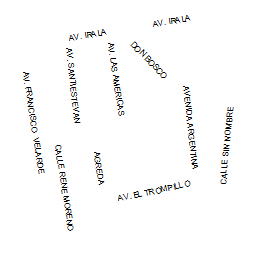 AV. IRALA
AV. IRALA
AV. SANTIESTEVAN
AV. LAS AMERICAS
DON BOSCO
AV. FRANCISCO VELARDE
AVENIDA ARGENTINA
CALLE SIN NOMBRE
CALLE RENE MORENO
AGREDA
AV. EL TROMPILLO